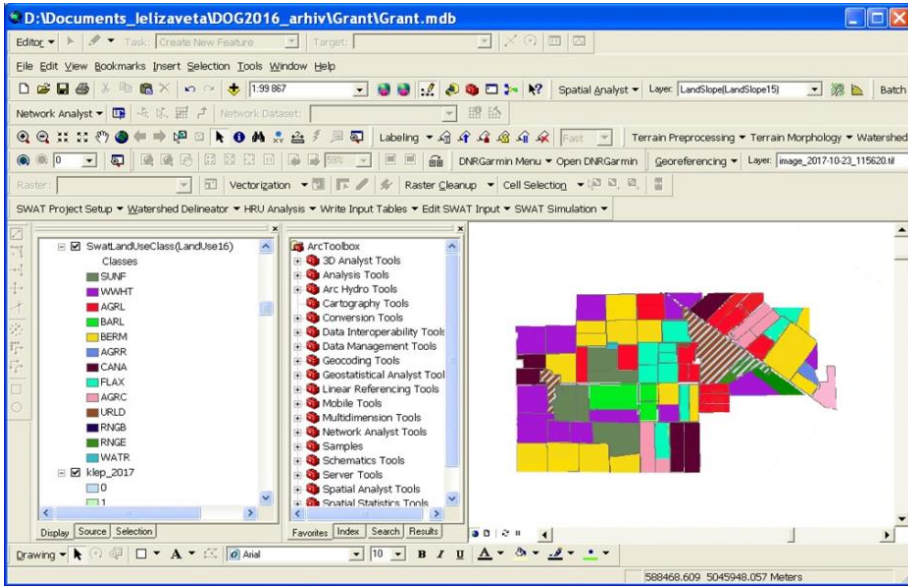 D:\Documents_lelizaveta\DOG2016_arhiv\Grant\Grant.mdb
Editor Task: Create New Feature Target:
File Edit View Bookmarks Insert Selection Tools Window Help
1:99 867 Spatial Analyst Layer: LandSlope(LandSlope15) Batch
Network Analyst Network Dataset:
Labeling Fast Terrain Preprocessing Terrain Morphology Watershed
0 55% DNRGarmin Menu Open DNRGarmin Georeferencing Layer: image_2017-10-23_115620.tif
Raster: Vectorization Raster Cleanup Cell Selection
SWAT Project Setup Watershed Delineator HRU Analysis Write Input Tables Edit SWAT Input SWAT Simulation
SwatLandUseClass(LandUse16)
Classes
SUNF
WWHT
AGRL
BARL
BERM
AGRR
CANA
FLAX
AGRC
URLD
RNGB
RNGE
WATR
klep_2017
0
1
Display Source Selection
ArcToolbox
3D Analyst Tools
Analysis Tools
Arc Hydro Tools
Cartography Tools
Conversion Tools
Data Interoperability Tools
Data Management Tools
Geocoding Tools
Geostatistical Analyst Tool
Linear Referencing Tools
Mobile Tools
Multidimension Tools
Network Analyst Tools
Samples
Schematics Tools
Server Tools
Spatial Analyst Tools
Spatial Statistics Tools
Favorites Index Search Results
Drawing A Arial 10 B I U A
588468.609 5045948.057 Meters